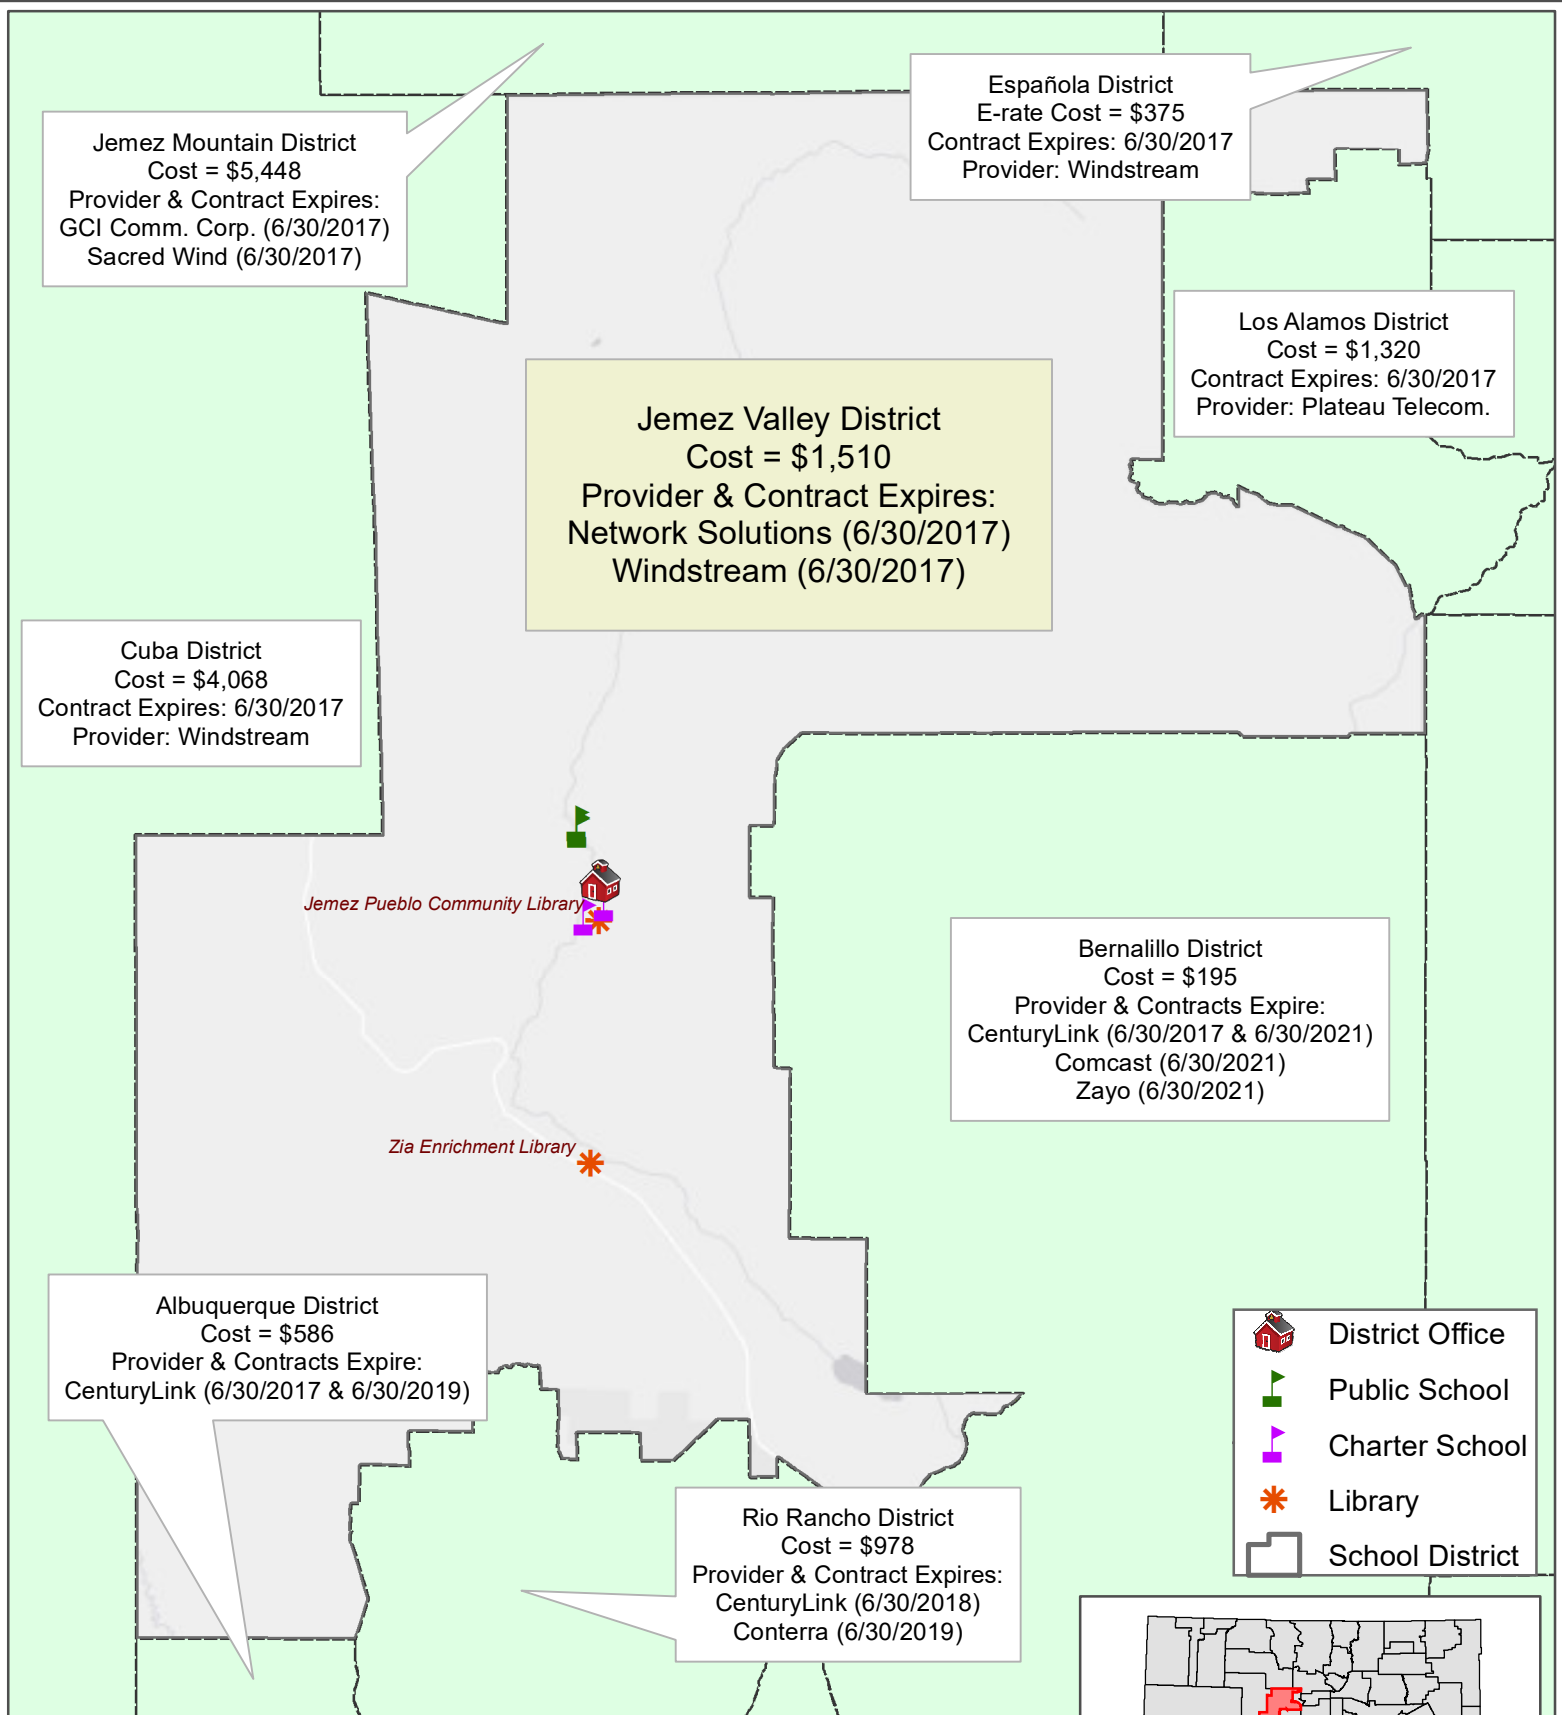 Española District
E-rate Cost = $375
Contract Expires: 6/30/2017
Provider: Windstream
Jemez Mountain District
Cost = $5,448
Provider & Contract Expires:
GCI Comm. Corp. (6/30/2017)
Sacred Wind (6/30/2017)
Los Alamos District
Cost = $1,320
Contract Expires: 6/30/2017
Provider: Plateau Telecom.
Jemez Valley District
Cost = $1,510
Provider & Contract Expires:
Network Solutions (6/30/2017)
Windstream (6/30/2017)
Cuba District
Cost = $4,068
Contract Expires: 6/30/2017
Provider: Windstream
Jemez Pueblo Community Library
Bernalillo District
Cost = $195
Provider & Contracts Expire:
CenturyLink (6/30/2017 & 6/30/2021)
Comcast (6/30/2021)
Zayo (6/30/2021)
Zia Enrichment Library
Albuquerque District
Cost = $586
Provider & Contracts Expire:
CenturyLink (6/30/2017 & 6/30/2019)
District Office
Public School
Charter School
Library
School District
Rio Rancho District
Cost = $978
Provider & Contract Expires:
CenturyLink (6/30/2018)
Conterra (6/30/2019)